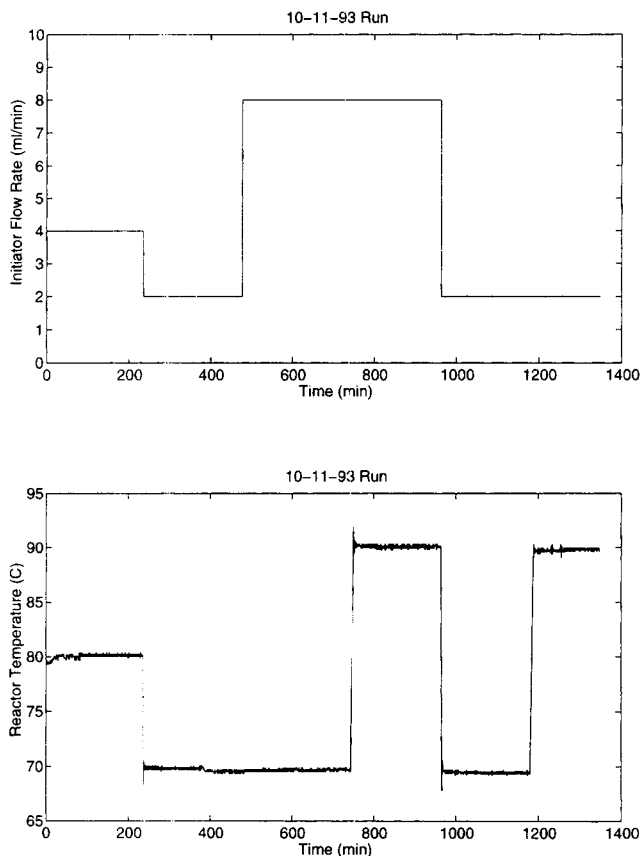 10-11-93 Run
10
9
8
7
6
5
4
3
2
1
0
Initiator Flow Rate (ml/min)
0 200 400 600 800 1000 1200 1400
Time (min)
10-11-93 Run
95
90
85
80
75
70
65
Reactor Temperature (C)
0 200 400 600 800 1000 1200 1400
Time (min)